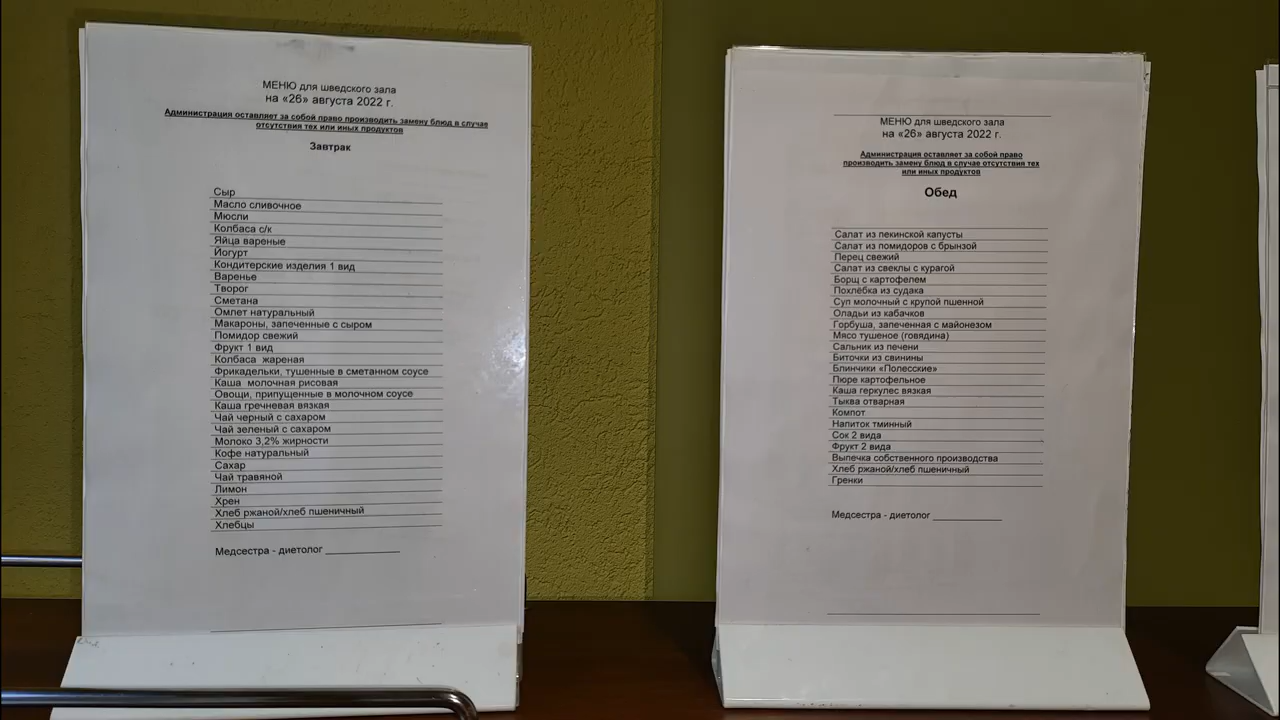 МЕНЮ для шведского зала
на «26» августа 2022 г.
Администрация оставляет за собой право производить замену блюд в случае
отсутствия тех или иных продуктов
Завтрак
Сыр
Масло сливочное
Мюсли
Колбаса с/к
Яйца вареные
Йогурт
Кондитерские изделия 1 вид
Варенье
Творог
Сметана
Омлет натуральный
Макароны, запеченные с сыром
Помидор свежий
Фрукт 1 вид
Колбаса жареная
Фрикадельки, тушенные в сметанном соусе
Каша молочная рисовая
Овощи, припущенные в молочном соусе
Каша гречневая вязкая
Чай черный с сахаром
Чай зеленый с сахаром
Молоко 3,2% жирности
Кофе натуральный
Сахар
Чай травяной
Лимон
Хрен
Хлеб ржаной/хлеб пшеничный
Хлебцы
Медсестра - диетолог ____________
МЕНЮ для шведского зала
на «26» августа 2022 г.
Администрация оставляет за собой право
производить замену блюд в случае отсутствия тех
или иных продуктов
Обед
Салат из пекинской капусты
Салат из помидоров с брынзой
Перец свежий
Салат из свеклы с курагой
Борщ с картофелем
Похлёбка из судака
Суп молочный с крупой пшенной
Оладьи из кабачков
Горбуша, запеченная с майонезом
Мясо тушеное (говядина)
Сальник из печени
Биточки из свинины
Блинчики «Полесские»
Пюре картофельное
Каша геркулес вязкая
Тыква отварная
Компот
Напиток тминный
Сок 2 вида
Фрукт 2 вида
Выпечка собственного производства
Хлеб ржаной/хлеб пшеничный
Гренки
Медсестра - диетолог ____________